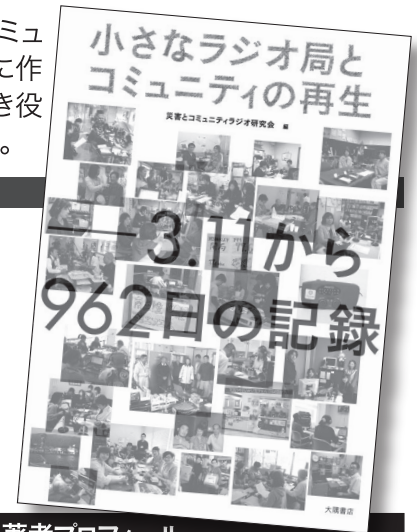 ミュ
に作
き役
。
小さなラジオ局と
コミュニティの再生
災害とコミュニティラジオ研究会 編
3.11から
962日の記録
大隅書店
著者プロフィール